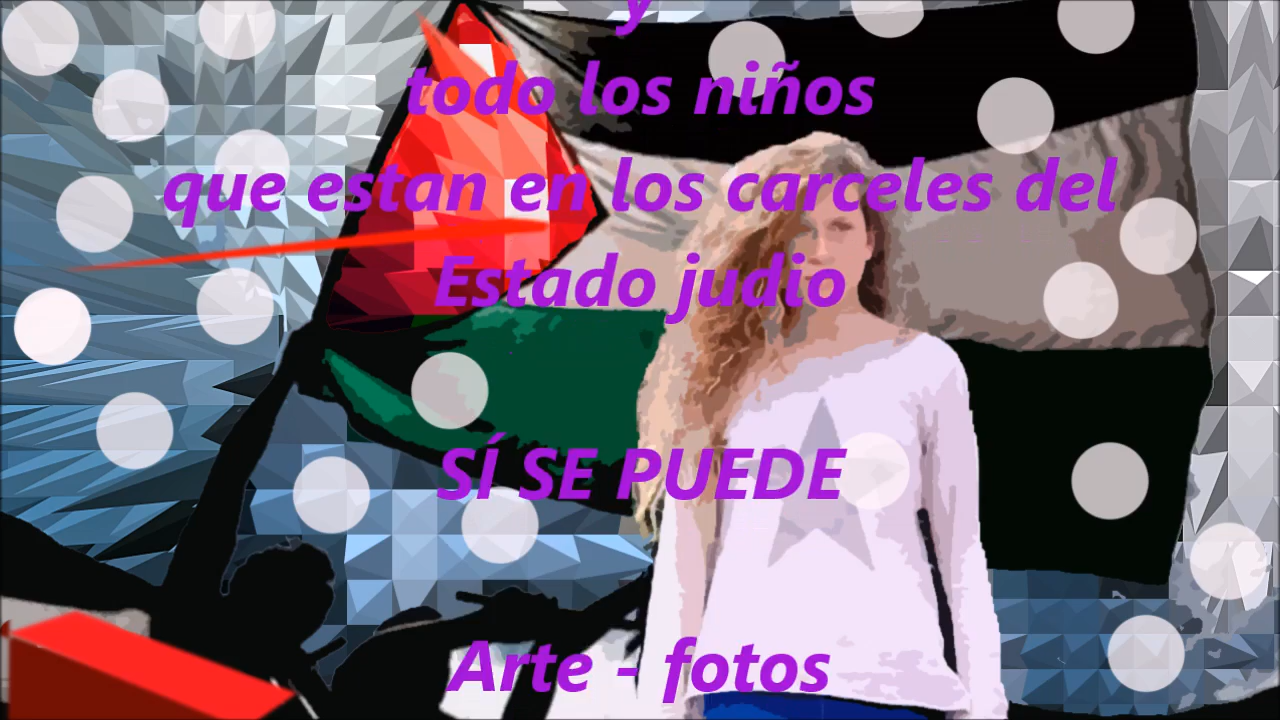 y
todo los niños
que estan en los carceles del
Estado judio
SÍ SE PUEDE
Arte - fotos